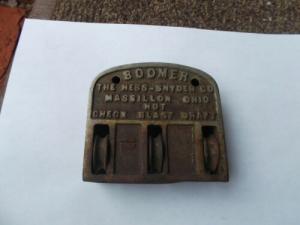 BOOMER
THE HESS-SNYDER CO
MASSILLON OHIO
HOT
CHECK BLAST DRAFT